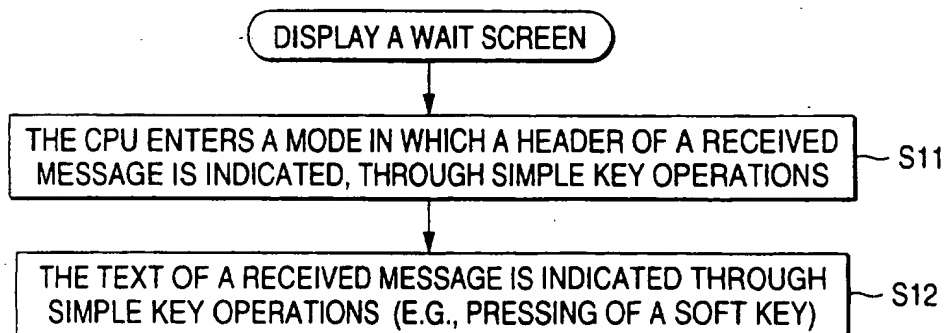 DISPLAY A WAIT SCREEN
THE CPU ENTERS A MODE IN WHICH A HEADER OF A RECEIVED
MESSAGE IS INDICATED, THROUGH SIMPLE KEY OPERATIONS
S11
THE TEXT OF A RECEIVED MESSAGE IS INDICATED THROUGH
SIMPLE KEY OPERATIONS (E.G., PRESSING OF A SOFT KEY)
S12